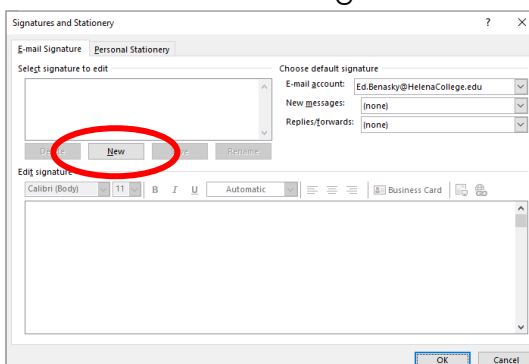 Signatures and Stationery ? ×
E-mail Signature Personal Stationery
Select signature to edit Choose default signature
E-mail account: Ed.Benasky@HelenaCollege.edu
New messages: (none)
Replies/forwards: (none)
New Rename
Edit signature
Calibri (Body) 11 B I U Automatic Business Card
OK Cancel